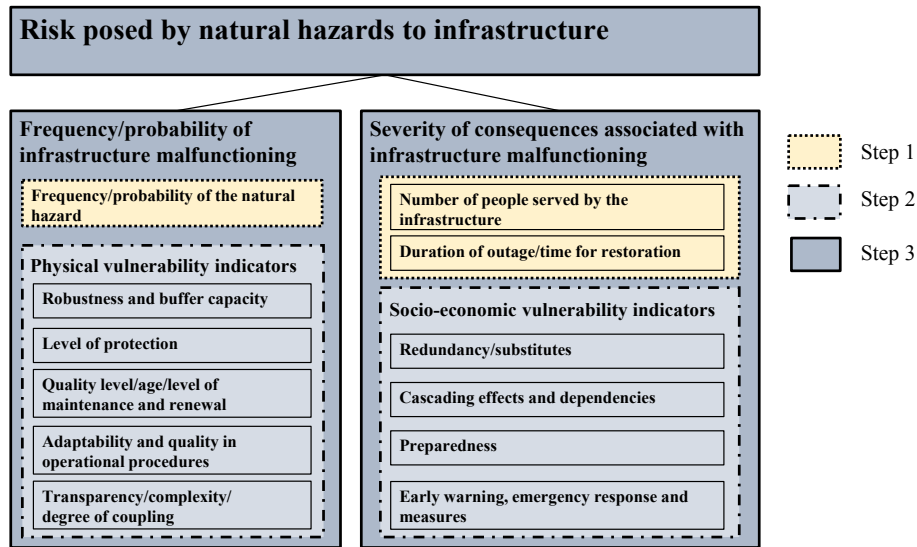 Risk posed by natural hazards to infrastructure
Frequency/probability of
infrastructure malfunctioning
Frequency/probability of the natural
hazard
Physical vulnerability indicators
Robustness and buffer capacity
Level of protection
Quality level/age/level of
maintenance and renewal
Adaptability and quality in
operational procedures
Transparency/complexity/
degree of coupling
Severity of consequences associated with
infrastructure malfunctioning
Number of people served by the
infrastructure
Duration of outage/time for restoration
Socio-economic vulnerability indicators
Redundancy/substitutes
Cascading effects and dependencies
Preparedness
Early warning, emergency response and
measures
Step 1
Step 2
Step 3